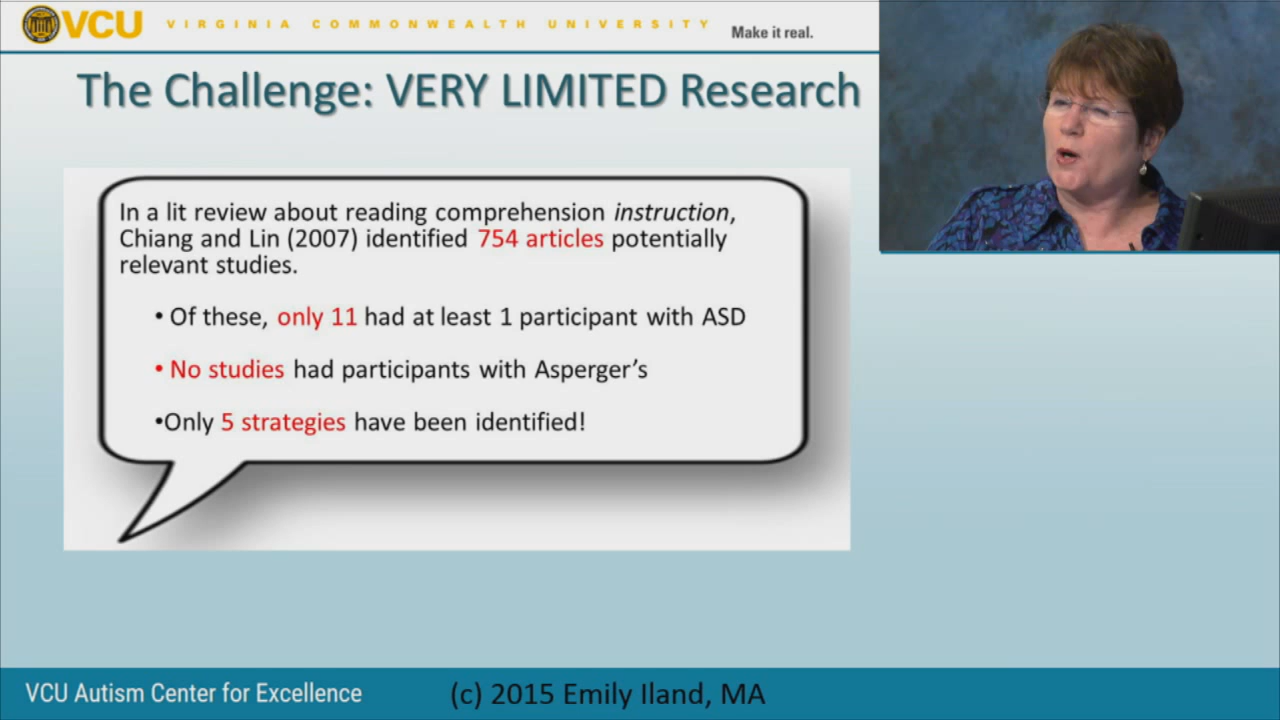 VCU VIRGINIA COMMONWEALTH UNIVERSITY Make it real.
The Challenge: VERY LIMITED Research
In a lit review about reading comprehension instruction,
Chiang and Lin (2007) identified 754 articles potentially
relevant studies.
• Of these, only 11 had at least 1 participant with ASD
• No studies had participants with Asperger’s
•Only 5 strategies have been identified!
VCU Autism Center for Excellence (c) 2015 Emily Iland, MA